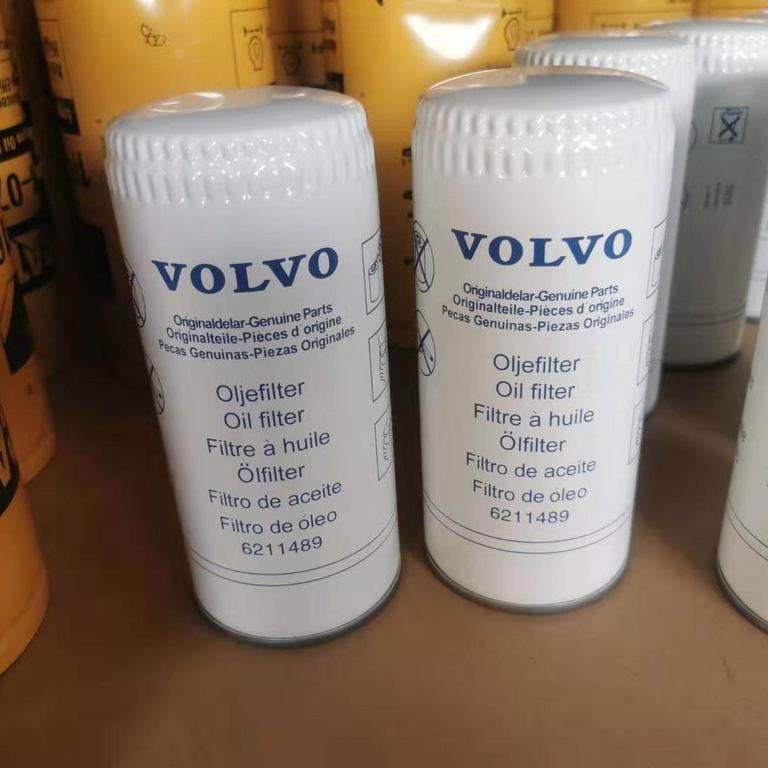 VOLVO
Originaldelar-Genuine Parts
Originalteile-Pieces d´origine
Pecas Genuinas-Piezas Originales
Oljefilter
Oil filter
Filtre à huile
Ölfilter
Filtro de aceite
Filtro de óleo
6211489
VOLVO
Originaldelar-Genuine Parts
Originalteile-Pieces d´origine
Pecas Genuinas-Piezas Originales
Oljefilter
Oil filter
Filtre à huile
Ölfilter
Filtro de aceite
Filtro de óleo
6211489